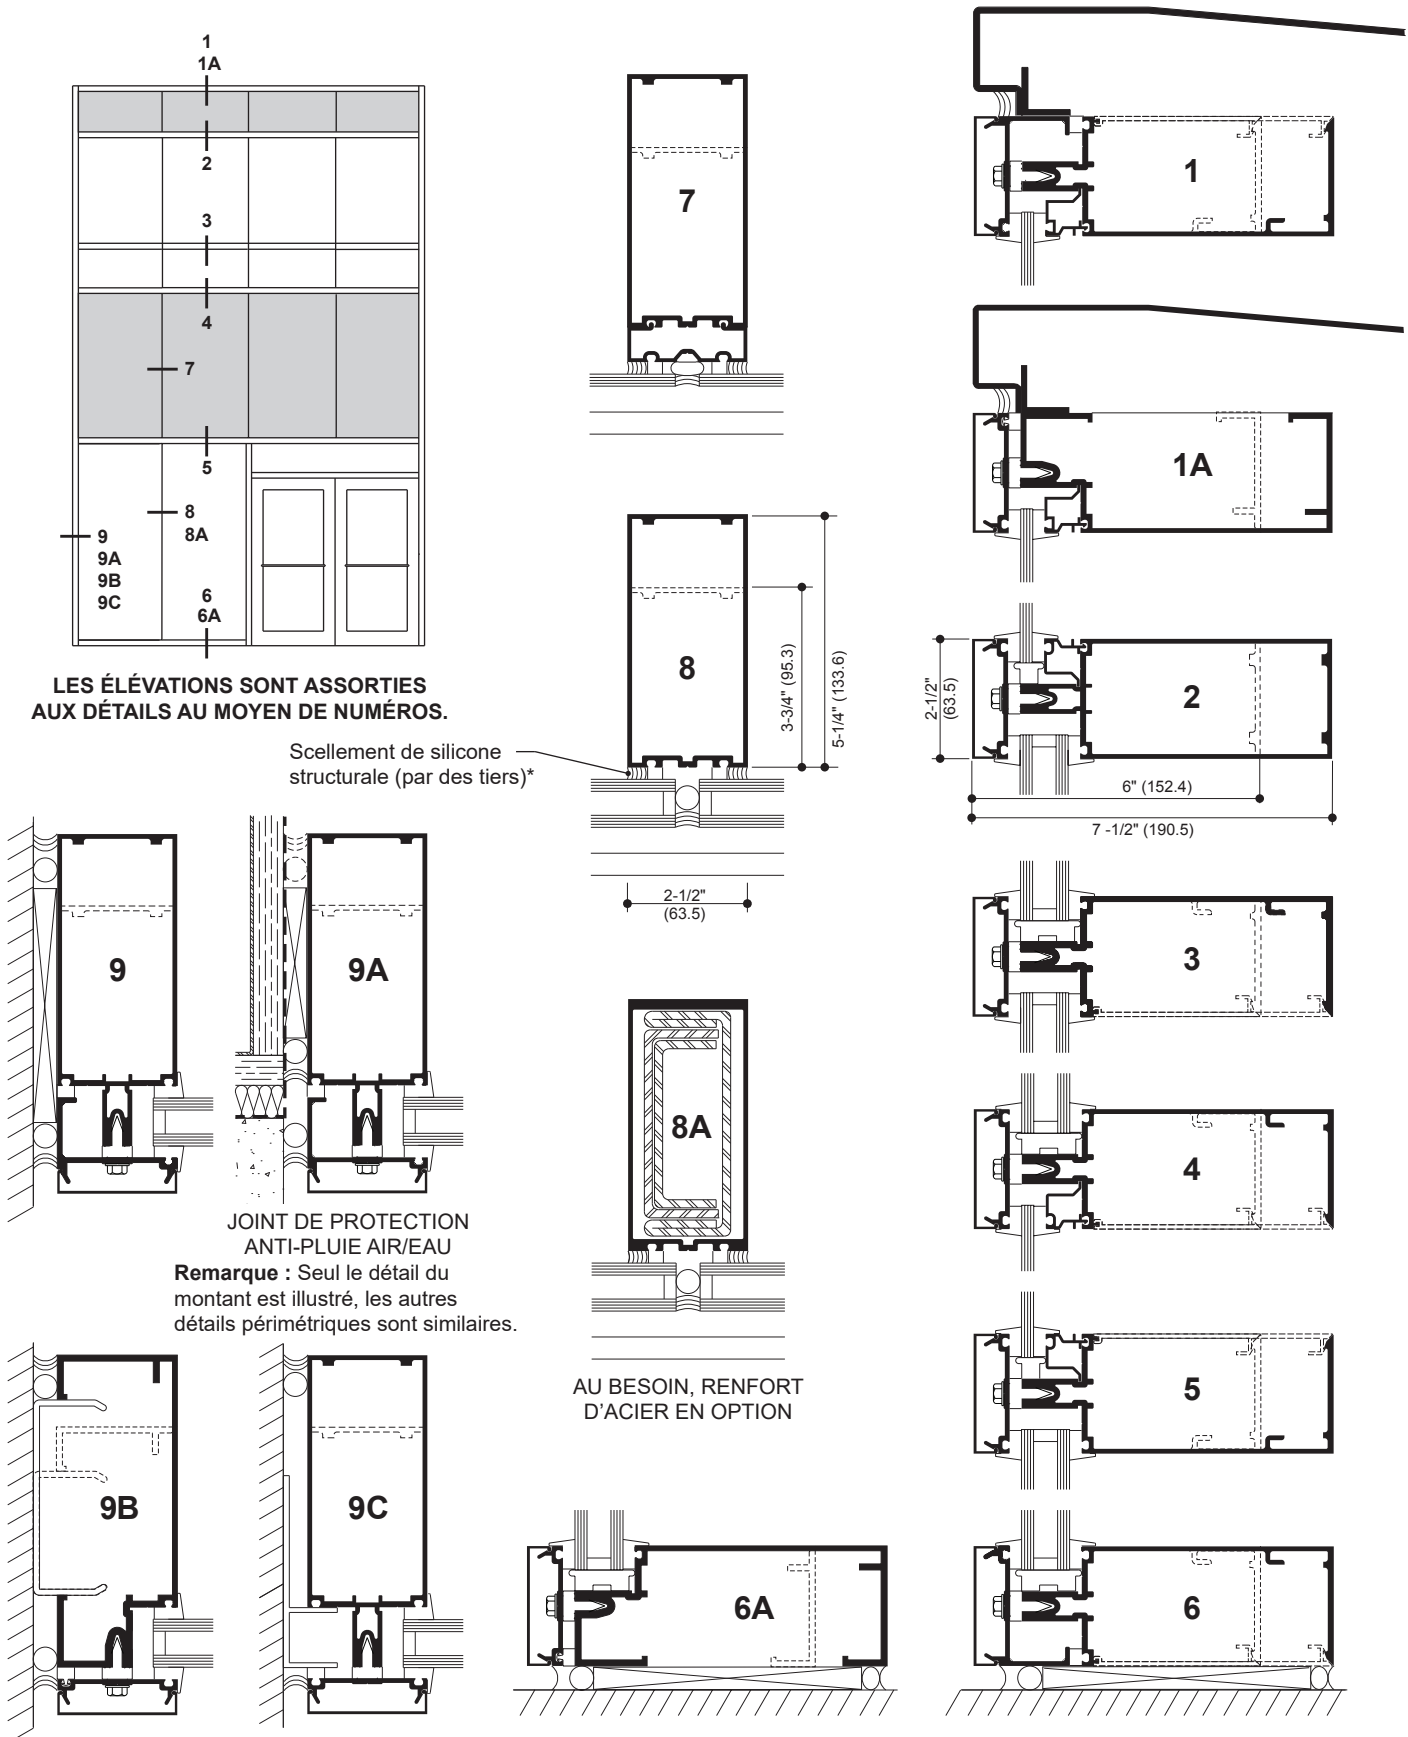 1
1A
2
3
4
7
5
8
8A
9
9A
9B
9C
6
6A
LES ÉLÉVATIONS SONT ASSORTIES
AUX DÉTAILS AU MOYEN DE NUMÉROS.
Scellement de silicone
structurale (par des tiers)*
7
8
3-3/4" (95.3)
5-1/4" (133.6)
2-1/2"
(63.5)
1
1A
2-1/2"
(63.5)
2
6" (152.4)
7 -1/2" (190.5)
9
9A
JOINT DE PROTECTION
ANTI-PLUIE AIR/EAU
Remarque : Seul le détail du
montant est illustré, les autres
détails périmétriques sont similaires.
8A
AU BESOIN, RENFORT
D’ACIER EN OPTION
3
4
5
9B
9C
6A
6